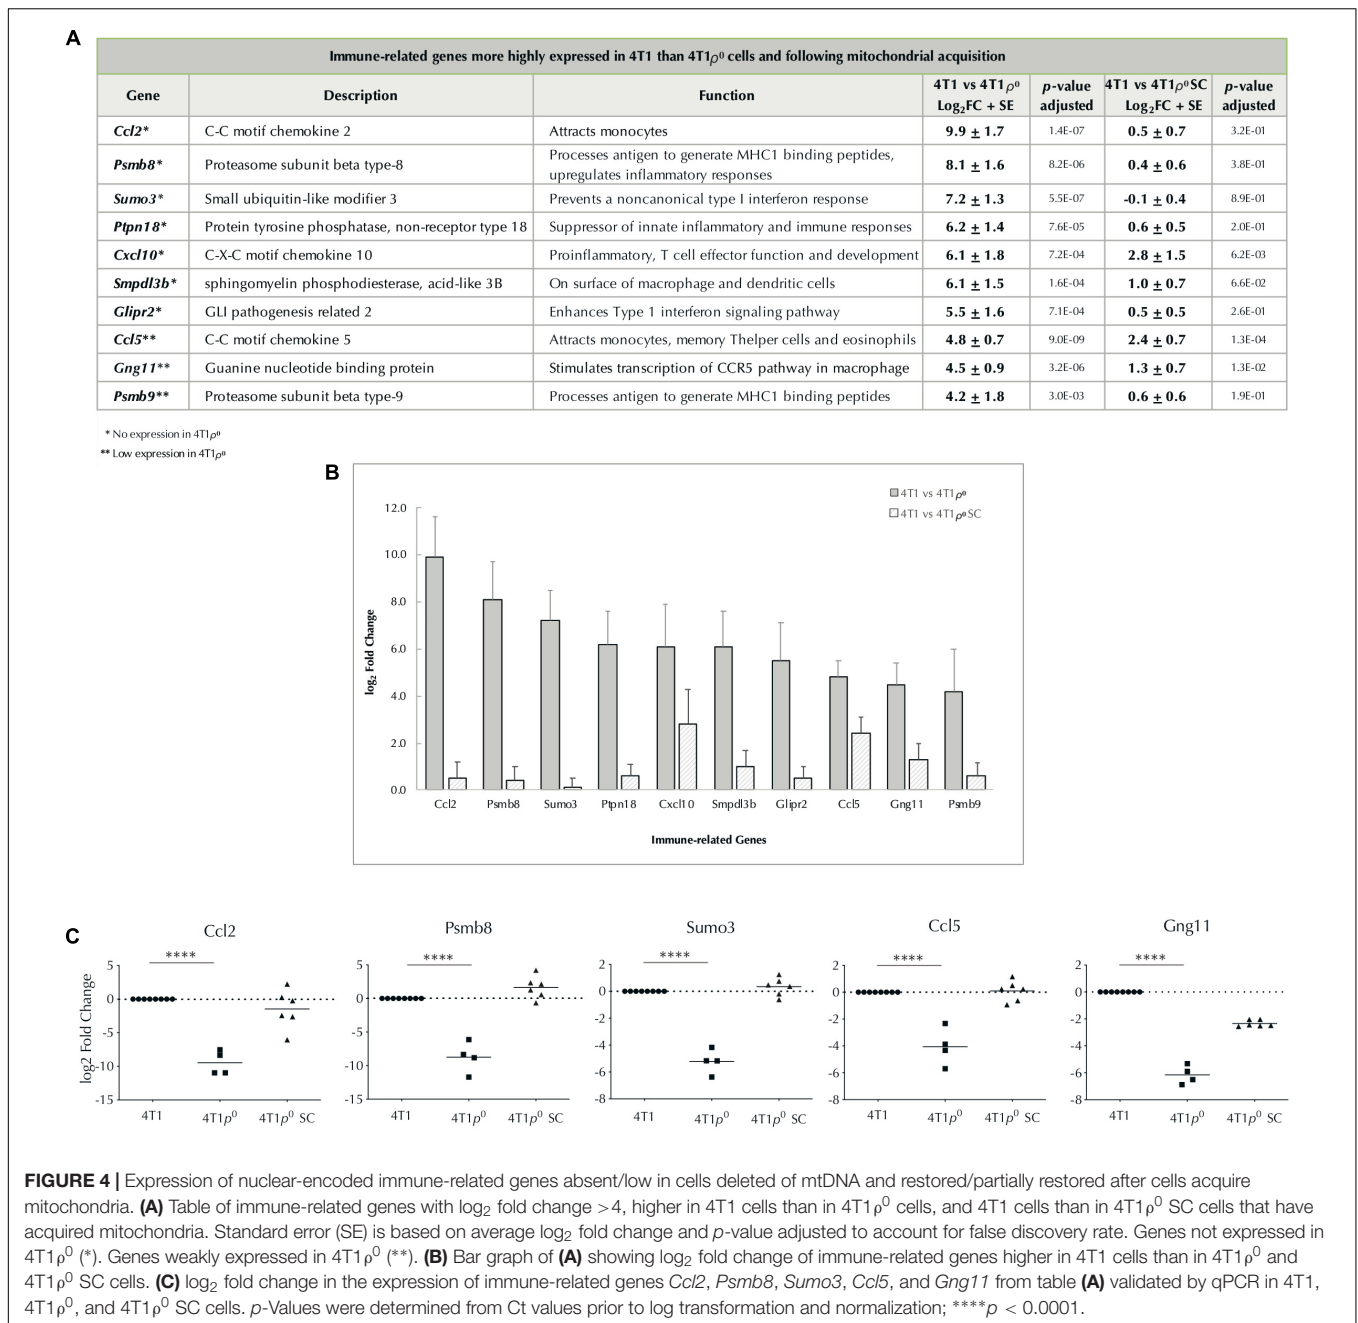 A
Immune-related genes more highly expressed in 4T1 than 4T1ρ⁰ cells and following mitochondrial acquisition
Gene Description Function 4T1 vs 4T1ρ⁰ Log₂FC + SE p-value adjusted 4T1 vs 4T1ρ⁰SC Log₂FC + SE p-value adjusted
Ccl2* C-C motif chemokine 2 Attracts monocytes 9.9 ± 1.7 1.4E-07 0.5 ± 0.7 3.2E-01
Psmb8* Proteasome subunit beta type-8 Processes antigen to generate MHC1 binding peptides, upregulates inflammatory responses 8.1 ± 1.6 8.2E-06 0.4 ± 0.6 3.8E-01
Sumo3* Small ubiquitin-like modifier 3 Prevents a noncanonical type I interferon response 7.2 ± 1.3 5.5E-07 -0.1 ± 0.4 8.9E-01
Ptpn18* Protein tyrosine phosphatase, non-receptor type 18 Suppressor of innate inflammatory and immune responses 6.2 ± 1.4 7.6E-05 0.6 ± 0.5 2.0E-01
Cxcl10* C-X-C motif chemokine 10 Proinflammatory, T cell effector function and development 6.1 ± 1.8 7.2E-04 2.8 ± 1.5 6.2E-03
Smpdl3b* sphingomyelin phosphodiesterase, acid-like 3B On surface of macrophage and dendritic cells 6.1 ± 1.5 1.6E-04 1.0 ± 0.7 6.6E-02
Glipr2* GLI pathogenesis related 2 Enhances Type 1 interferon signaling pathway 5.5 ± 1.6 7.1E-04 0.5 ± 0.5 2.6E-01
Ccl5** C-C motif chemokine 5 Attracts monocytes, memory Thelper cells and eosinophils 4.8 ± 0.7 9.0E-09 2.4 ± 0.7 1.3E-04
Gng11** Guanine nucleotide binding protein Stimulates transcription of CCR5 pathway in macrophage 4.5 ± 0.9 3.2E-06 1.3 ± 0.7 1.3E-02
Psmb9** Proteasome subunit beta type-9 Processes antigen to generate MHC1 binding peptides 4.2 ± 1.8 3.0E-03 0.6 ± 0.6 1.9E-01
* No expression in 4T1ρ⁰
** Low expression in 4T1ρ⁰
B
4T1 vs 4T1ρ⁰
4T1 vs 4T1ρ⁰ SC
log₂ Fold Change
12.0
10.0
8.0
6.0
4.0
2.0
0.0
Ccl2 Psmb8 Sumo3 Ptpn18 Cxcl10 Smpdl3b Glipr2 Ccl5 Gng11 Psmb9
Immune-related Genes
C
Ccl2
****
log2 Fold Change
5
0
-5
-10
-15
4T1 4T1p⁰ 4T1p⁰ SC
Psmb8
****
5
0
-5
-10
-15
4T1 4T1p⁰ 4T1p⁰ SC
Sumo3
****
2
0
-2
-4
-6
-8
4T1 4T1p⁰ 4T1p⁰ SC
Ccl5
****
2
0
-2
-4
-6
-8
4T1 4T1p⁰ 4T1p⁰ SC
Gng11
****
2
0
-2
-4
-6
-8
4T1 4T1p⁰ 4T1p⁰ SC
FIGURE 4 | Expression of nuclear-encoded immune-related genes absent/low in cells deleted of mtDNA and restored/partially restored after cells acquire
mitochondria. (A) Table of immune-related genes with log₂ fold change >4, higher in 4T1 cells than in 4T1ρ⁰ cells, and 4T1 cells than in 4T1ρ⁰ SC cells that have
acquired mitochondria. Standard error (SE) is based on average log₂ fold change and p-value adjusted to account for false discovery rate. Genes not expressed in
4T1ρ⁰ (*). Genes weakly expressed in 4T1ρ⁰ (**). (B) Bar graph of (A) showing log₂ fold change of immune-related genes higher in 4T1 cells than in 4T1ρ⁰ and
4T1ρ⁰ SC cells. (C) log₂ fold change in the expression of immune-related genes Ccl2, Psmb8, Sumo3, Ccl5, and Gng11 from table (A) validated by qPCR in 4T1,
4T1ρ⁰, and 4T1ρ⁰ SC cells. p-Values were determined from Ct values prior to log transformation and normalization; ****p < 0.0001.